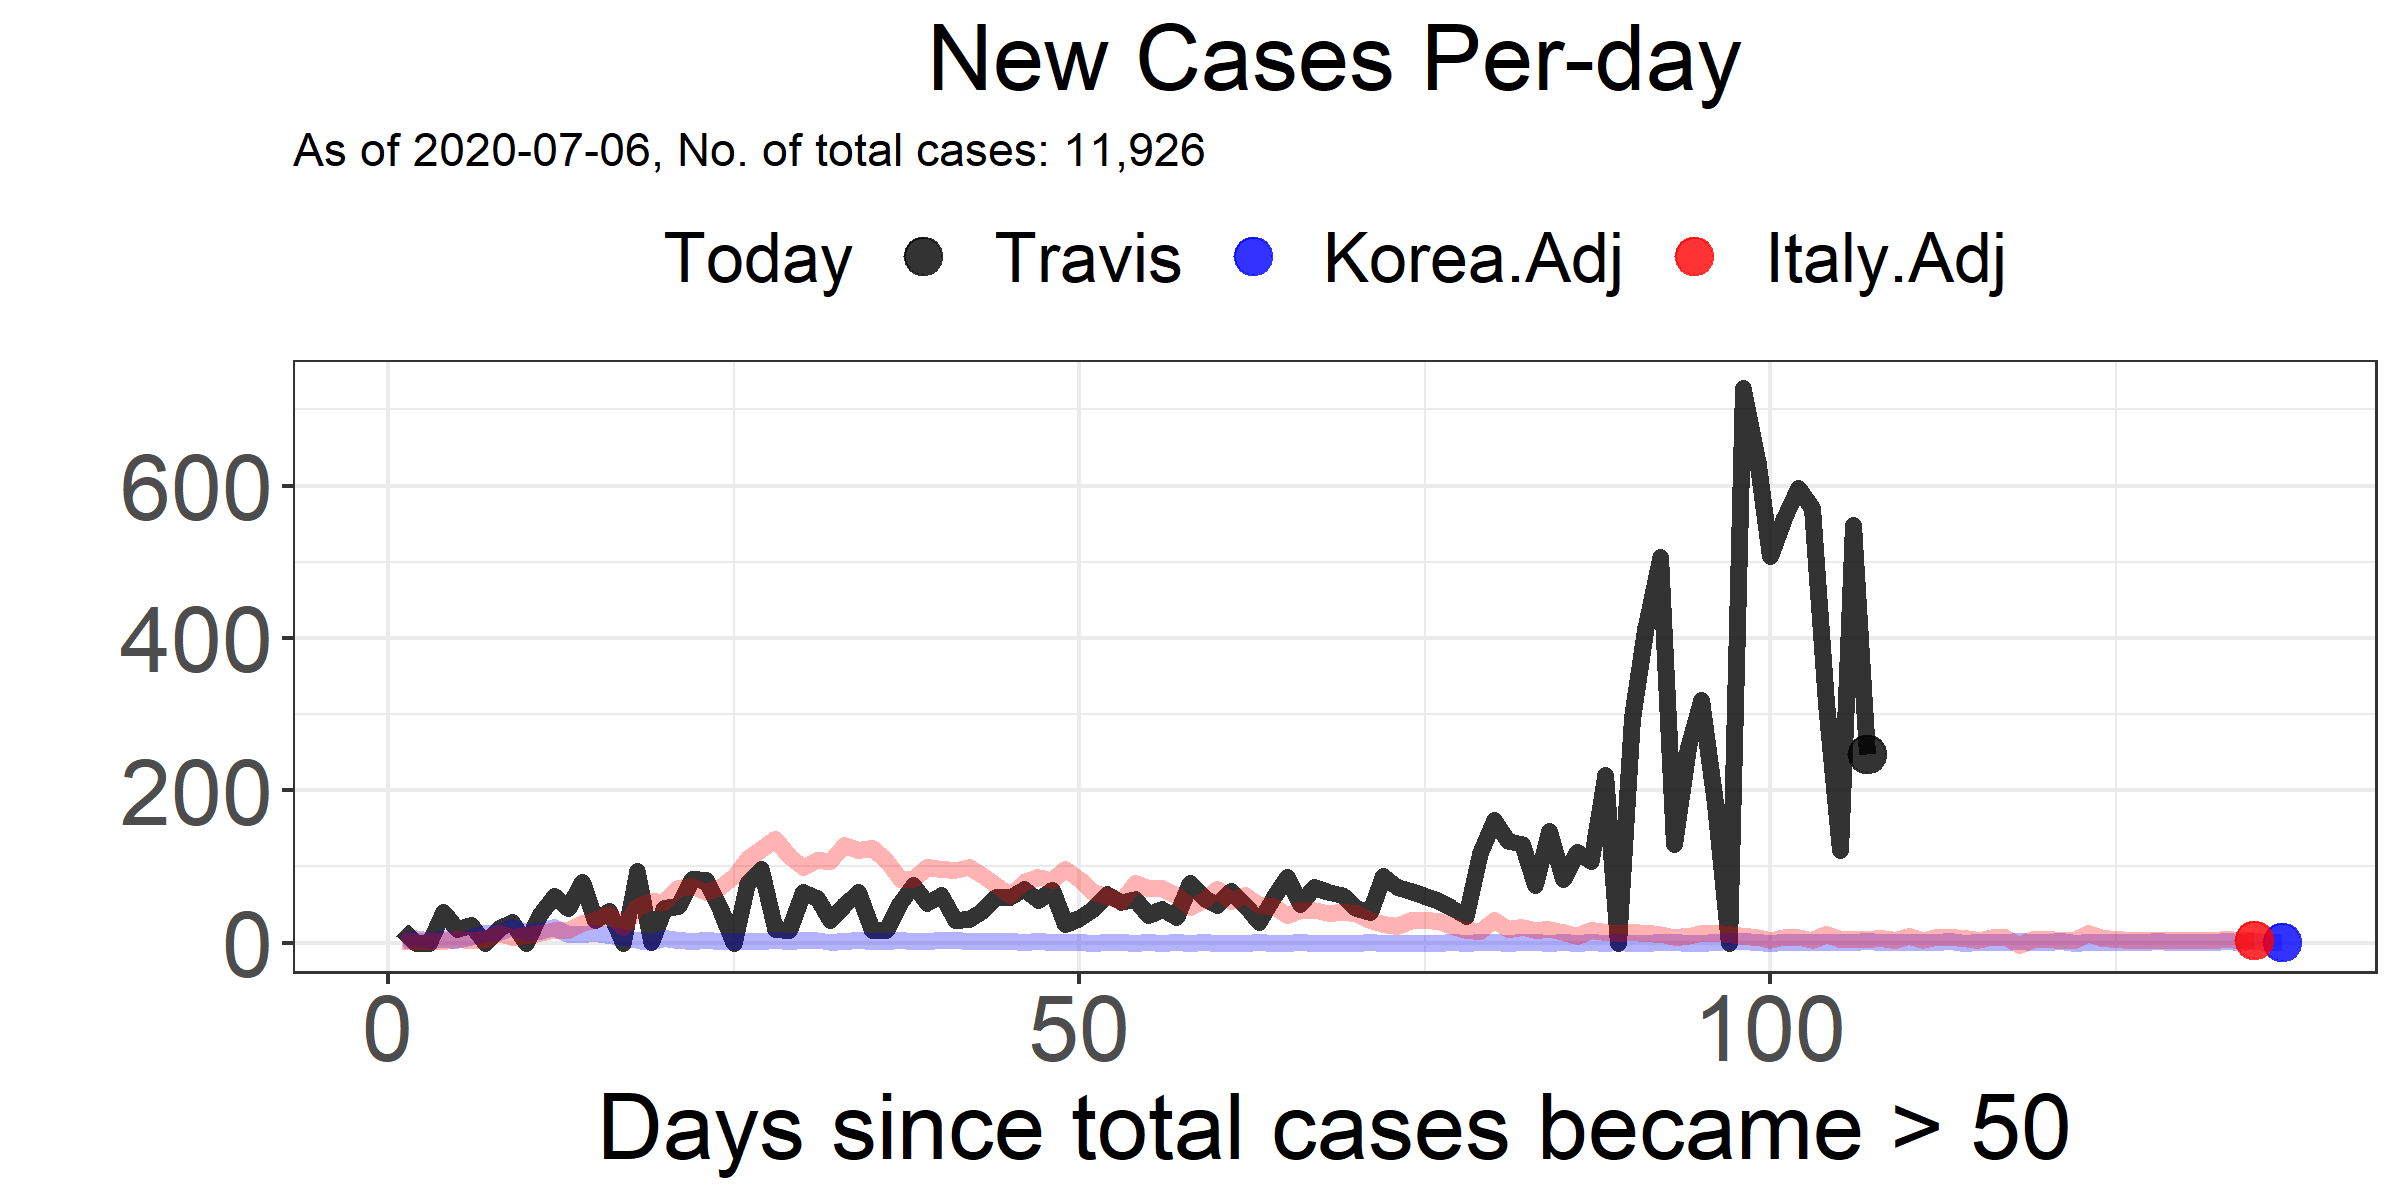 New Cases Per-day
As of 2020-07-06, No. of total cases: 11,926
Today Travis Korea.Adj Italy.Adj
600
400
200
0
0 50 100
Days since total cases became > 50